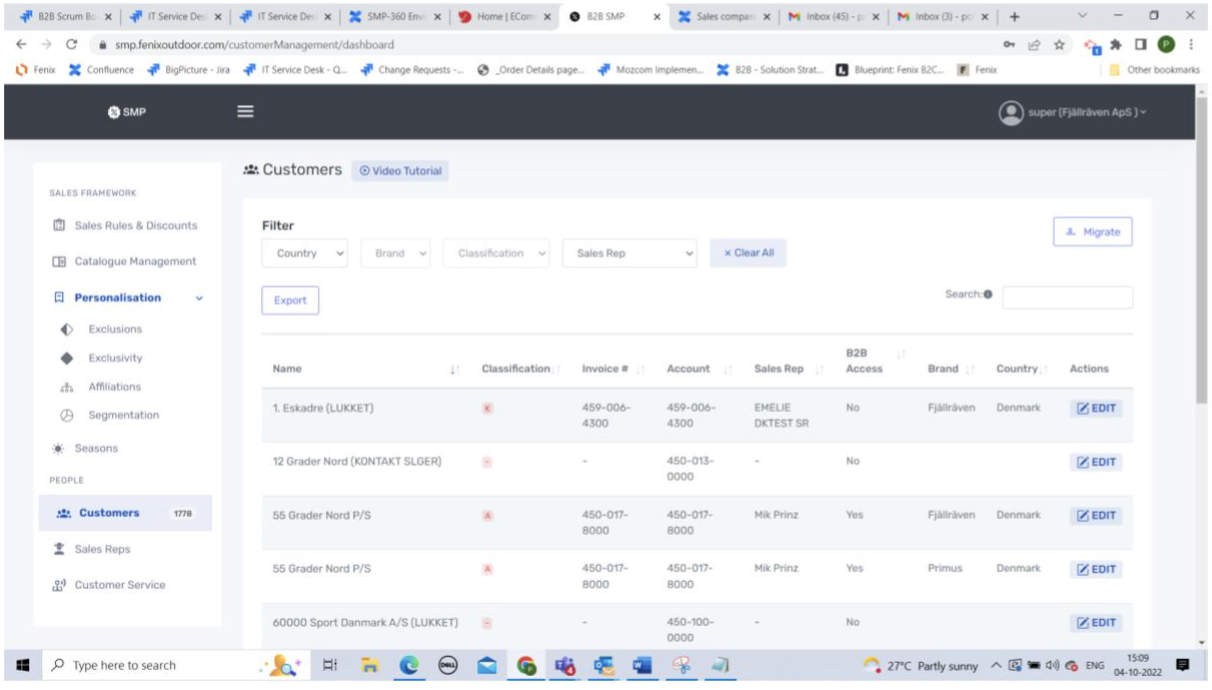 B2B Scrum Bo
IT Service Des
IT Service Des
SMP-360 Envi
Home | ECom
B2B SMP
Sales compari
Inbox (45) - p
Inbox (3) - po
smp.fenixoutdoor.com/customerManagement/dashboard
Fenix
Confluence
BigPicture - Jira
IT Service Desk - Q...
Change Requests -...
_Order Details page...
Mozcom Implemen...
B2B - Solution Strat...
Blueprint: Fenix B2C...
Fenix
Other bookmarks
SMP
super (Fjällräven ApS )
Customers
Video Tutorial
SALES FRAMEWORK
Sales Rules & Discounts
Catalogue Management
Personalisation
Exclusions
Exclusivity
Affiliations
Segmentation
Seasons
PEOPLE
Customers 1778
Sales Reps
Customer Service
Filter
Migrate
Country
Brand
Classification
Sales Rep
× Clear All
Export
Search:
Name Classification Invoice # Account Sales Rep B2B Access Brand Country Actions
1. Eskadre (LUKKET) K 459-006-4300 459-006-4300 EMELIE DKTEST SR No Fjällräven Denmark EDIT
12 Grader Nord (KONTAKT SLGER) - - 450-013-0000 - No EDIT
55 Grader Nord P/S A 450-017-8000 450-017-8000 Mik Prinz Yes Fjällräven Denmark EDIT
55 Grader Nord P/S A 450-017-8000 450-017-8000 Mik Prinz Yes Primus Denmark EDIT
60000 Sport Danmark A/S (LUKKET) - - 450-100-0000 - No EDIT
Type here to search
DELL
27°C Partly sunny
ENG
15:09
04-10-2022